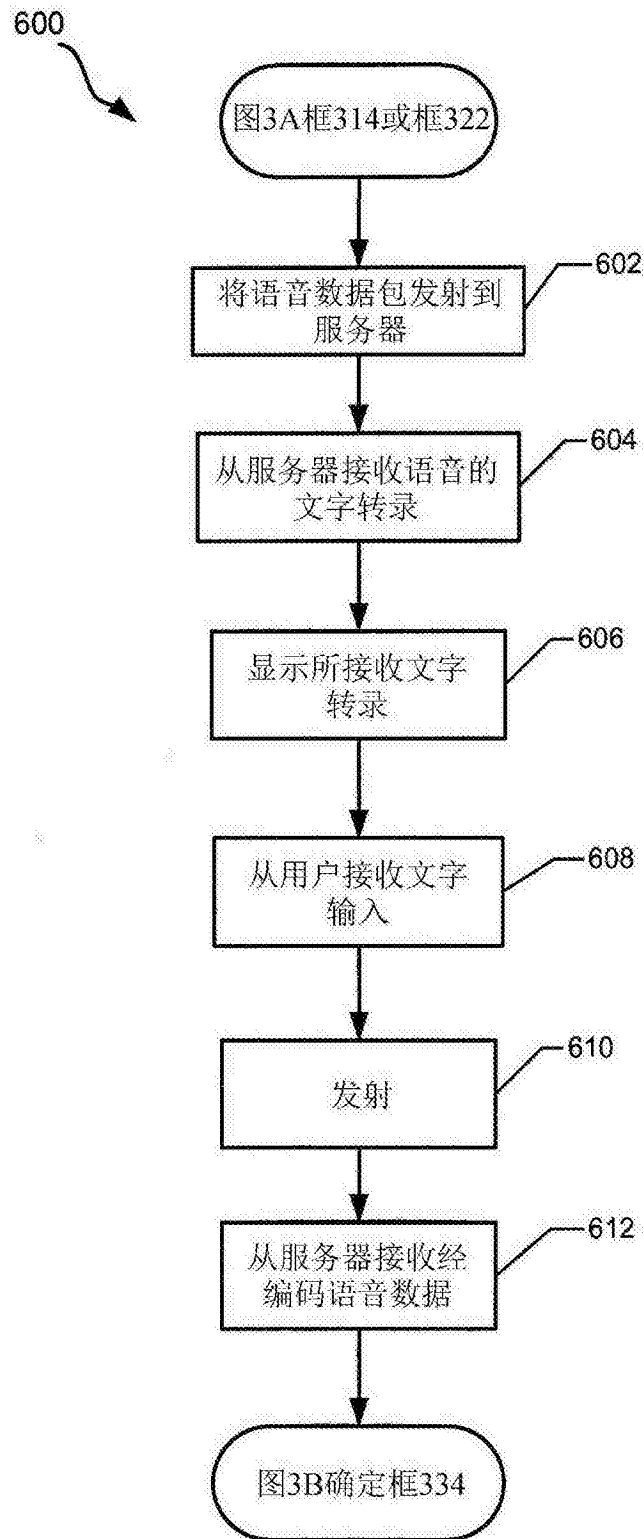 600
图3A框314或框322
602
将语音数据包发射到
服务器
604
从服务器接收语音的
文字转录
606
显示所接收文字
转录
608
从用户接收文字
输入
610
发射
612
从服务器接收经
编码语音数据
图3B确定框334